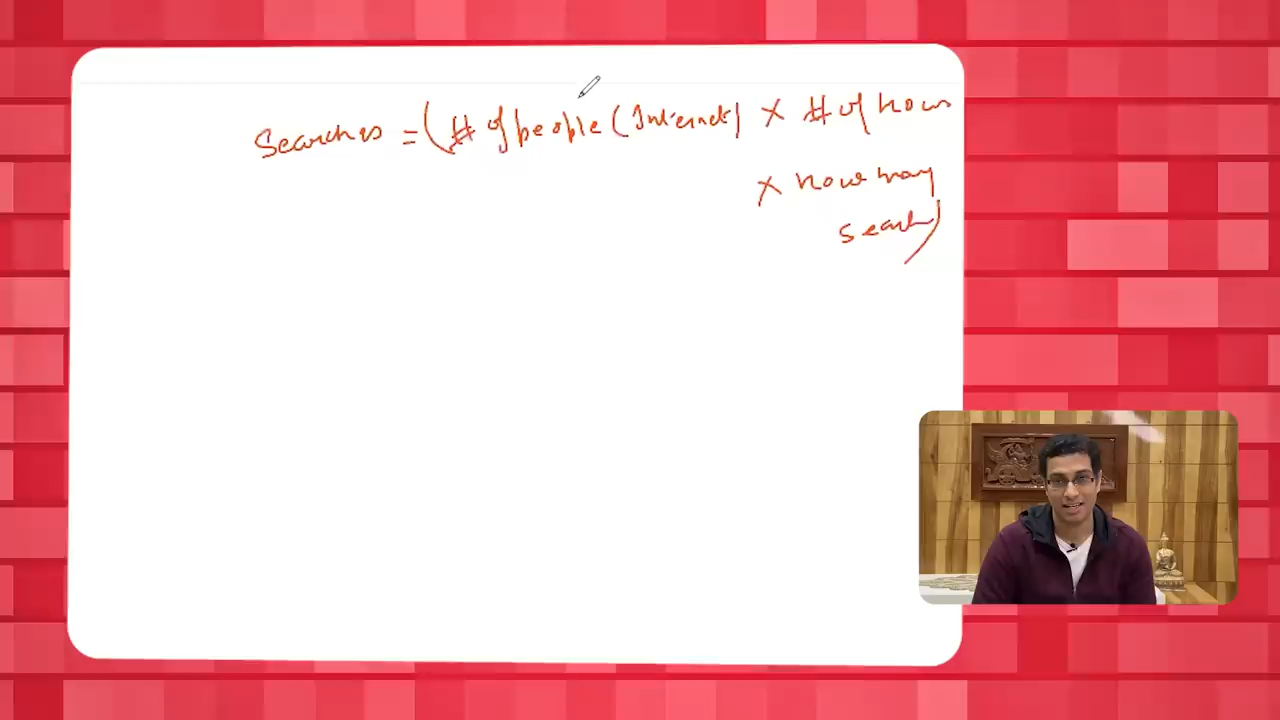 Searches = (# of people (Internet) x # of hours
x how many
search)